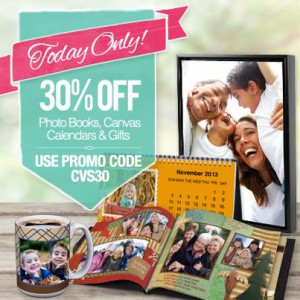 Today Only!
30% OFF
Photo Books, Canvas
Calendars & Gifts
USE PROMO CODE
CVS30
November 2013